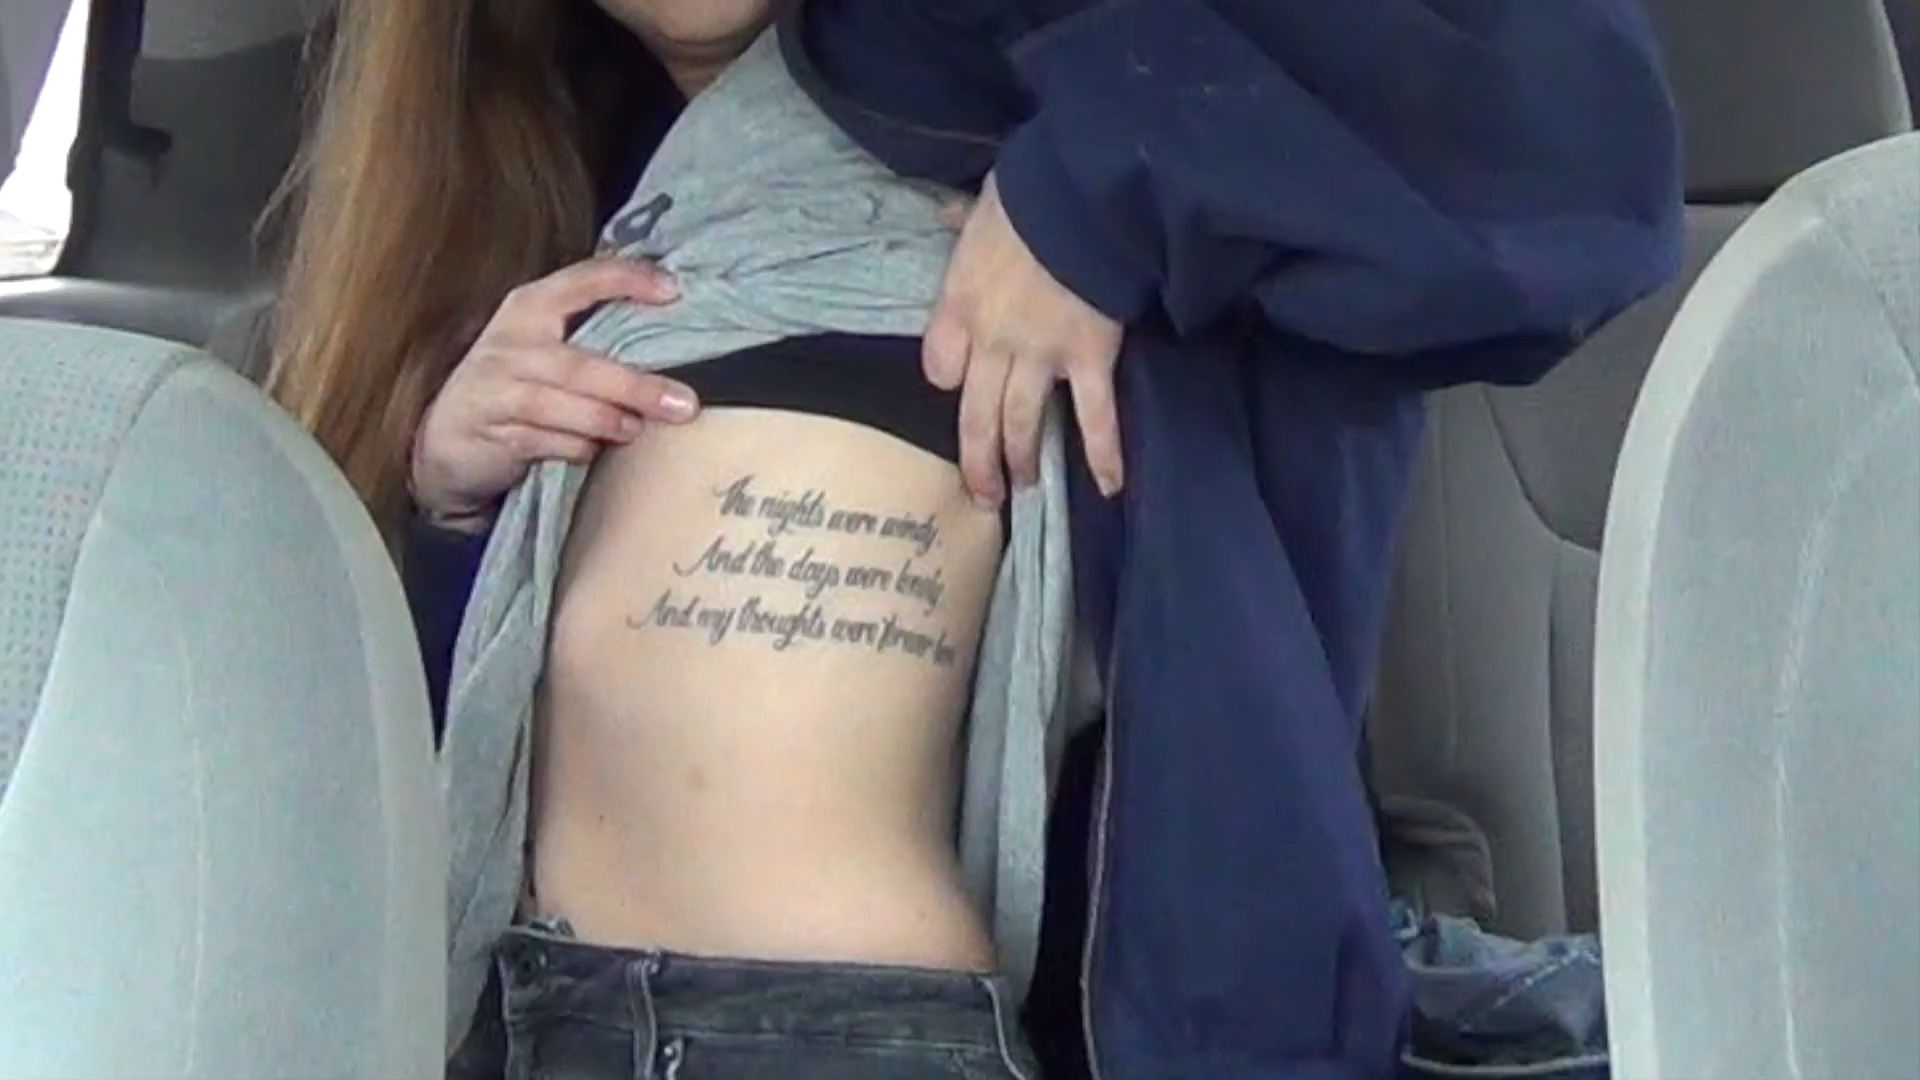 The nights were windy.
And the days were lonely.
And my thoughts were forever